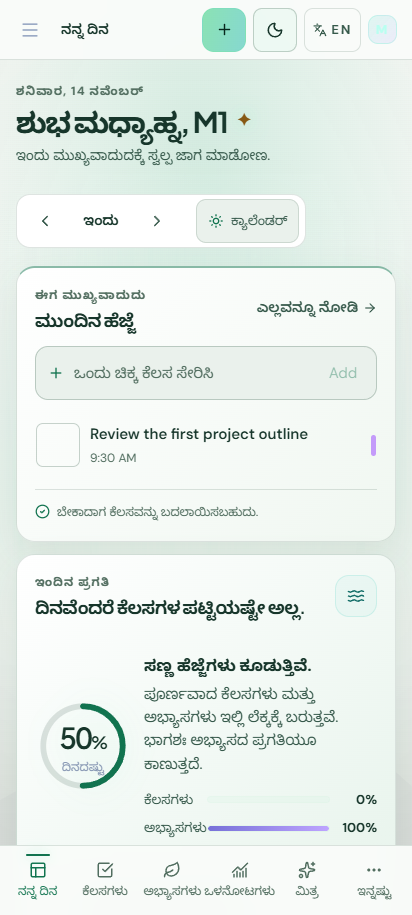 ನನ್ನ ದಿನ
EN
M
ಶನಿವಾರ, 14 ನವೆಂಬರ್
ಶುಭ ಮಧ್ಯಾಹ್ನ, M1
ಇಂದು ಮುಖ್ಯವಾದುದಕ್ಕೆ ಸ್ವಲ್ಪ ಜಾಗ ಮಾಡೋಣ.
ಇಂದು
ಕ್ಯಾಲೆಂಡರ್
ಈಗ ಮುಖ್ಯವಾದುದು
ಮುಂದಿನ ಹೆಜ್ಜೆ
ಎಲ್ಲವನ್ನೂ ನೋಡಿ
ಒಂದು ಚಿಕ್ಕ ಕೆಲಸ ಸೇರಿಸಿ
Add
Review the first project outline
9:30 AM
ಬೇಕಾದಾಗ ಕೆಲಸವನ್ನು ಬದಲಾಯಿಸಬಹುದು.
ಇಂದಿನ ಪ್ರಗತಿ
ದಿನವೆಂದರೆ ಕೆಲಸಗಳ ಪಟ್ಟಿಯಷ್ಟೇ ಅಲ್ಲ.
ಸಣ್ಣ ಹೆಜ್ಜೆಗಳು ಕೂಡುತ್ತಿವೆ.
ಪೂರ್ಣವಾದ ಕೆಲಸಗಳು ಮತ್ತು
ಅಭ್ಯಾಸಗಳು ಇಲ್ಲಿ ಲೆಕ್ಕಕ್ಕೆ ಬರುತ್ತವೆ.
ಭಾಗಶಃ ಅಭ್ಯಾಸದ ಪ್ರಗತಿಯೂ
ಕಾಣುತ್ತದೆ.
50%
ದಿನದಷ್ಟು
ಕೆಲಸಗಳು 0%
ಅಭ್ಯಾಸಗಳು 100%
ನನ್ನ ದಿನ
ಕೆಲಸಗಳು
ಅಭ್ಯಾಸಗಳು
ಒಳನೋಟಗಳು
ಮಿತ್ರ
ಇನ್ನಷ್ಟು